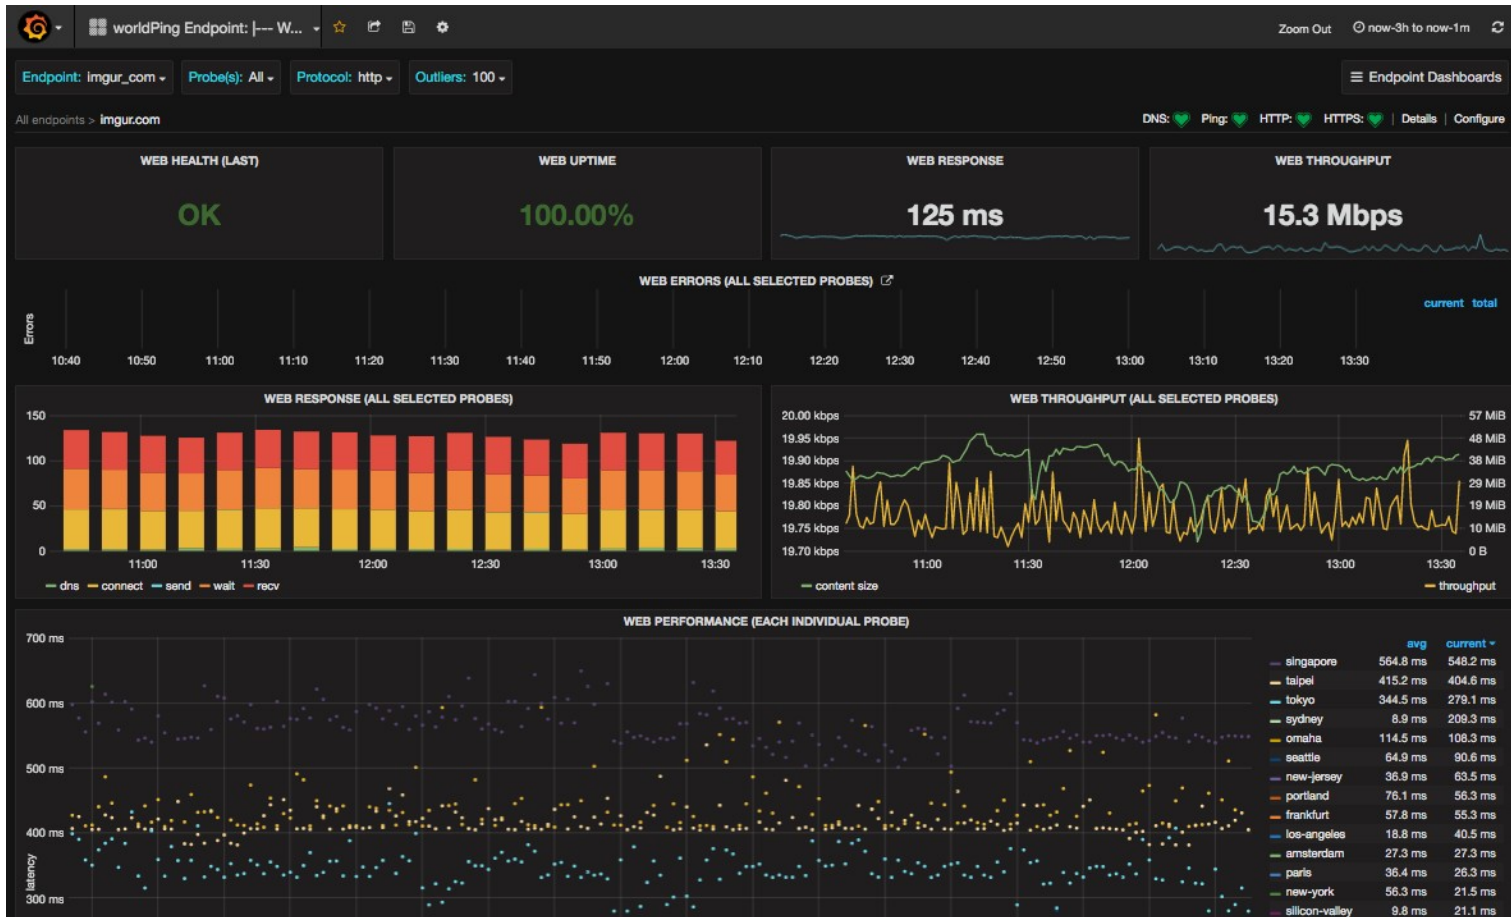 worldPing Endpoint: |--- W...
Zoom Out now-3h to now-1m
Endpoint: imgur_com Probe(s): All Protocol: http Outliers: 100 Endpoint Dashboards
All endpoints > imgur.com
DNS: Ping: HTTP: HTTPS: | Details | Configure
WEB HEALTH (LAST)
OK
WEB UPTIME
100.00%
WEB RESPONSE
125 ms
WEB THROUGHPUT
15.3 Mbps
WEB ERRORS (ALL SELECTED PROBES)
current total
Errors
10:40 10:50 11:00 11:10 11:20 11:30 11:40 11:50 12:00 12:10 12:20 12:30 12:40 12:50 13:00 13:10 13:20 13:30
WEB RESPONSE (ALL SELECTED PROBES)
150
100
50
0
11:00 11:30 12:00 12:30 13:00 13:30
dns connect send wait recv
WEB THROUGHPUT (ALL SELECTED PROBES)
20.00 kbps 57 MiB
19.95 kbps 48 MiB
19.90 kbps 38 MiB
19.85 kbps 29 MiB
19.80 kbps 19 MiB
19.75 kbps 10 MiB
19.70 kbps 0 B
11:00 11:30 12:00 12:30 13:00 13:30
content size throughput
WEB PERFORMANCE (EACH INDIVIDUAL PROBE)
700 ms
600 ms
500 ms
400 ms
300 ms
latency
avg current
singapore 564.8 ms 548.2 ms
taipei 415.2 ms 404.6 ms
tokyo 344.5 ms 279.1 ms
sydney 8.9 ms 209.3 ms
omaha 114.5 ms 108.3 ms
seattle 64.9 ms 90.6 ms
new-jersey 36.9 ms 63.5 ms
portland 76.1 ms 56.3 ms
frankfurt 57.8 ms 55.3 ms
los-angeles 18.8 ms 40.5 ms
amsterdam 27.3 ms 27.3 ms
paris 36.4 ms 26.3 ms
new-york 56.3 ms 21.5 ms
silicon-valley 9.8 ms 21.1 ms